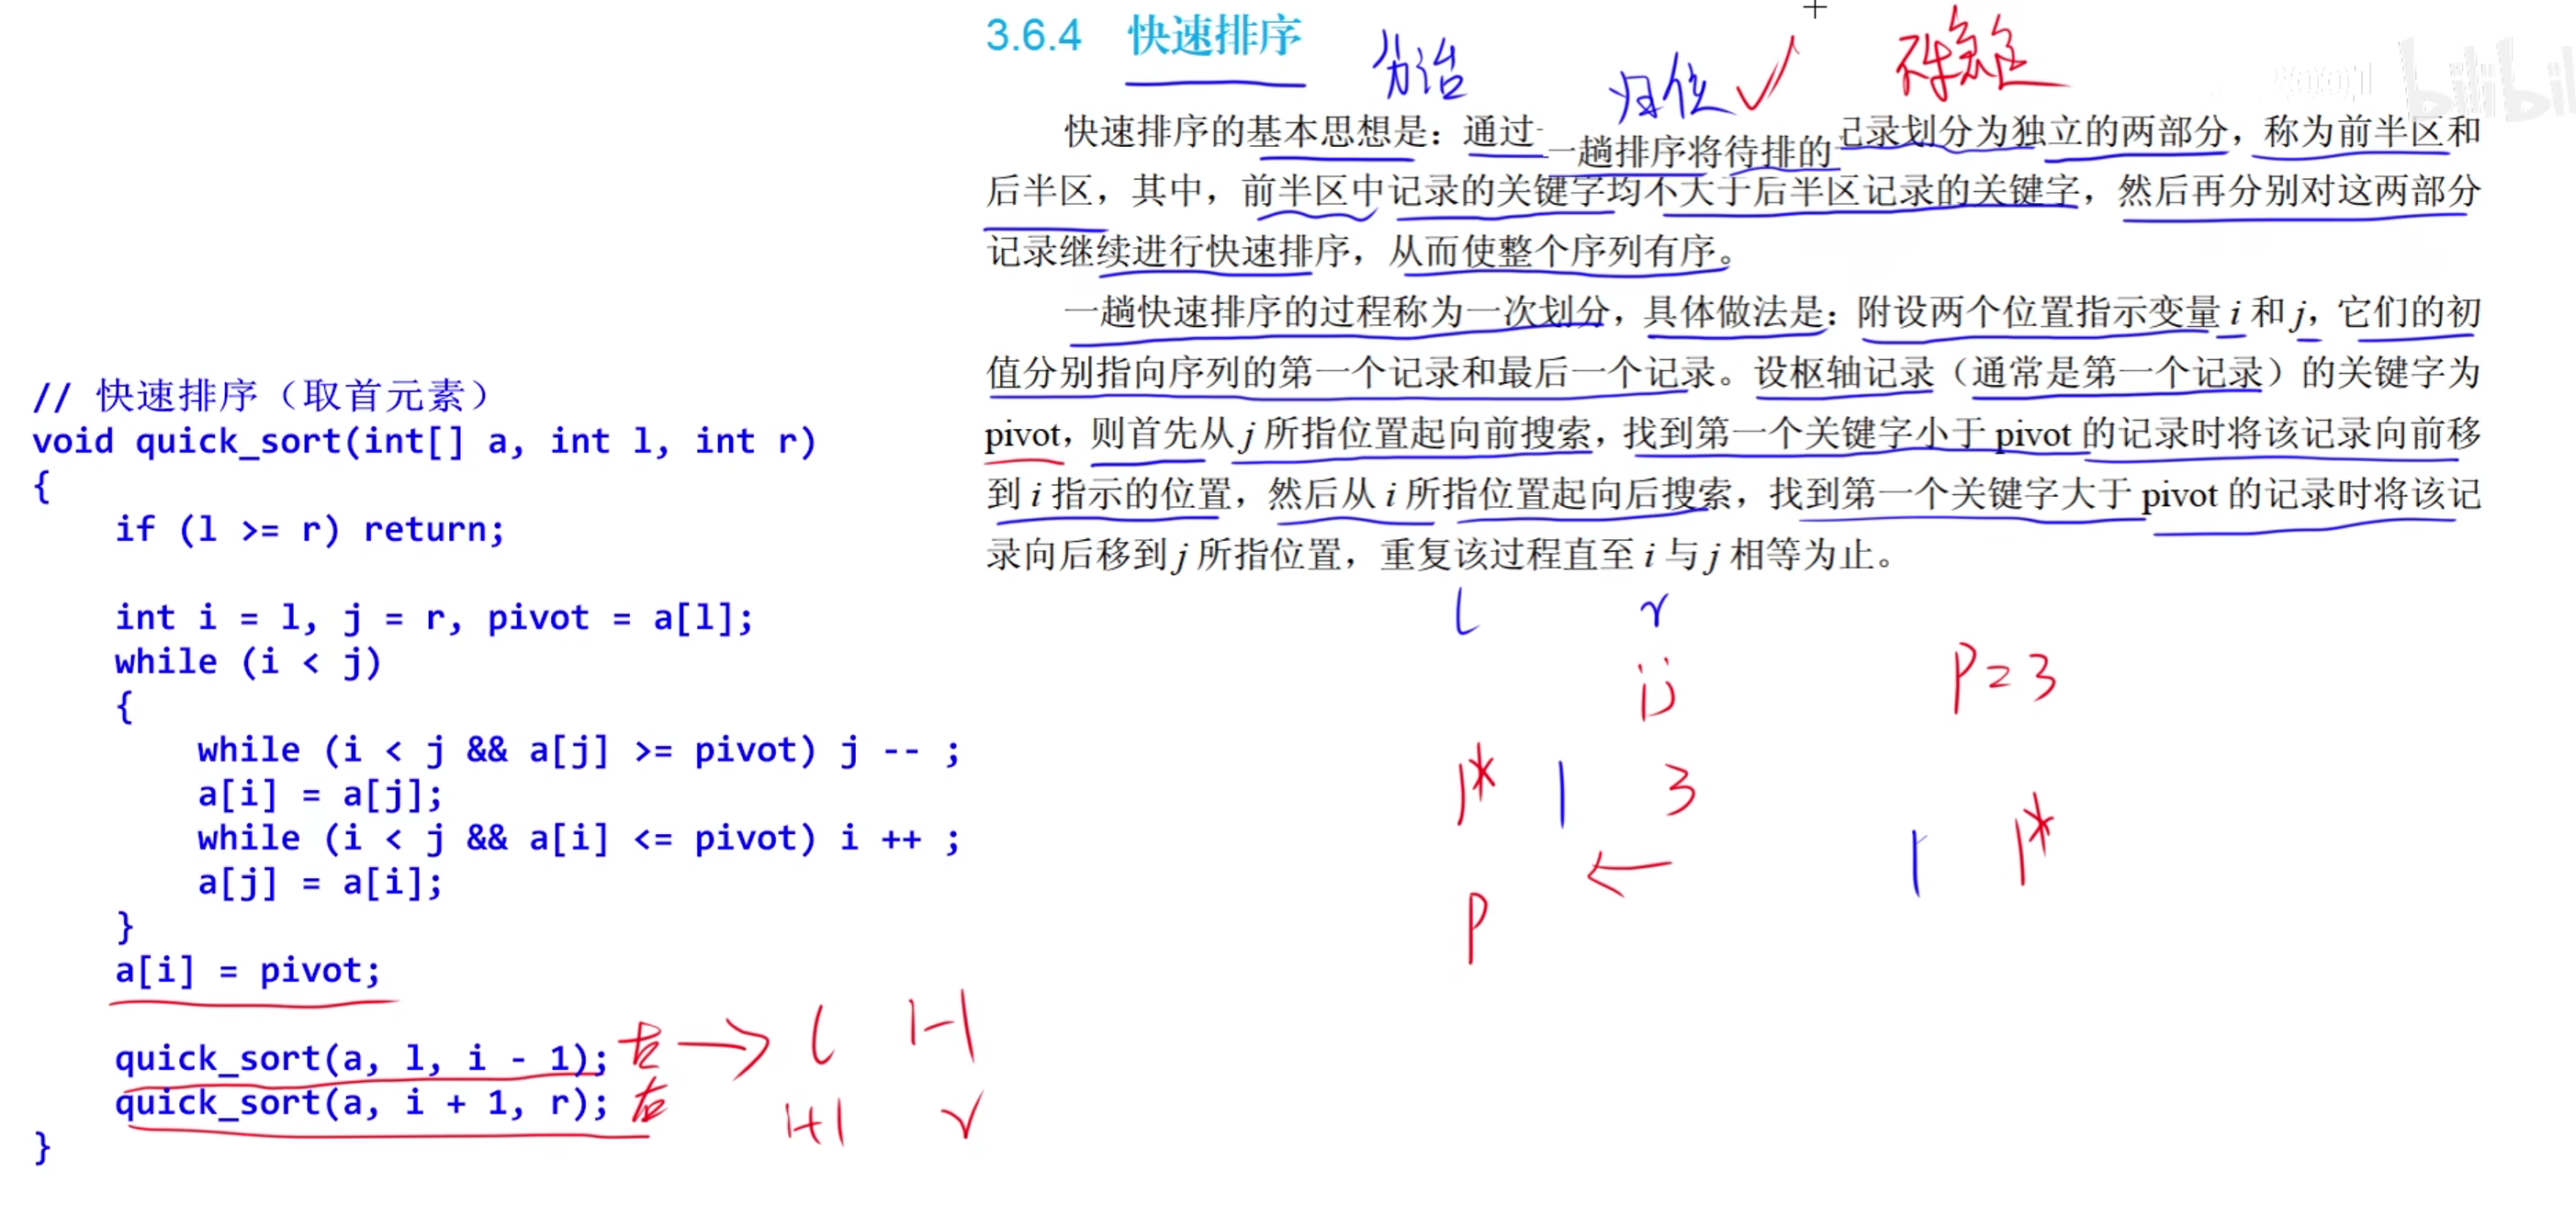 3.6.4 快速排序
分治
归位
不稳定
bilibil
快速排序的基本思想是：通过一趟排序将待排的记录划分为独立的两部分，称为前半区和
后半区，其中，前半区中记录的关键字均不大于后半区记录的关键字，然后再分别对这两部分
记录继续进行快速排序，从而使整个序列有序。
一趟快速排序的过程称为一次划分，具体做法是：附设两个位置指示变量 i 和 j，它们的初
值分别指向序列的第一个记录和最后一个记录。设枢轴记录（通常是第一个记录）的关键字为
pivot，则首先从 j 所指位置起向前搜索，找到第一个关键字小于 pivot 的记录时将该记录向前移
到 i 指示的位置，然后从 i 所指位置起向后搜索，找到第一个关键字大于 pivot 的记录时将该记
录向后移到 j 所指位置，重复该过程直至 i 与 j 相等为止。
// 快速排序（取首元素）
void quick_sort(int[] a, int l, int r)
{
if (l >= r) return;
int i = l, j = r, pivot = a[l];
while (i < j)
{
while (i < j && a[j] >= pivot) j -- ;
a[i] = a[j];
while (i < j && a[i] <= pivot) i ++ ;
a[j] = a[i];
}
a[i] = pivot;
quick_sort(a, l, i - 1); 左 → l i-1
quick_sort(a, i + 1, r); 右 i+1 r
}
l r
i j
P=3
1* 1 3
1 1*
P